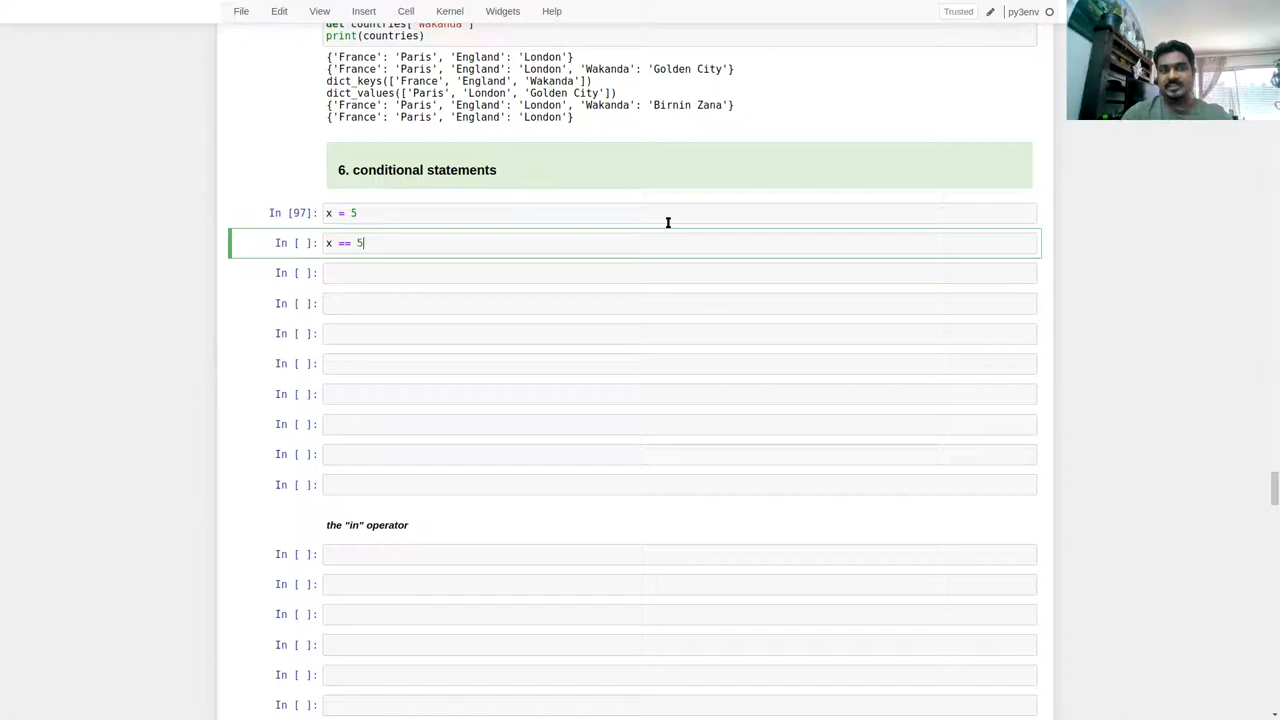 File Edit View Insert Cell Kernel Widgets Help Trusted py3env
del countries["Wakanda"]
print(countries)
{'France': 'Paris', 'England': 'London'}
{'France': 'Paris', 'England': 'London', 'Wakanda': 'Golden City'}
dict_keys(['France', 'England', 'Wakanda'])
dict_values(['Paris', 'London', 'Golden City'])
{'France': 'Paris', 'England': 'London', 'Wakanda': 'Birnin Zana'}
{'France': 'Paris', 'England': 'London'}
6. conditional statements
In [97]: x = 5
In [ ]: x == 5
In [ ]:
In [ ]:
In [ ]:
In [ ]:
In [ ]:
In [ ]:
In [ ]:
In [ ]:
the "in" operator
In [ ]:
In [ ]:
In [ ]:
In [ ]:
In [ ]:
In [ ]: